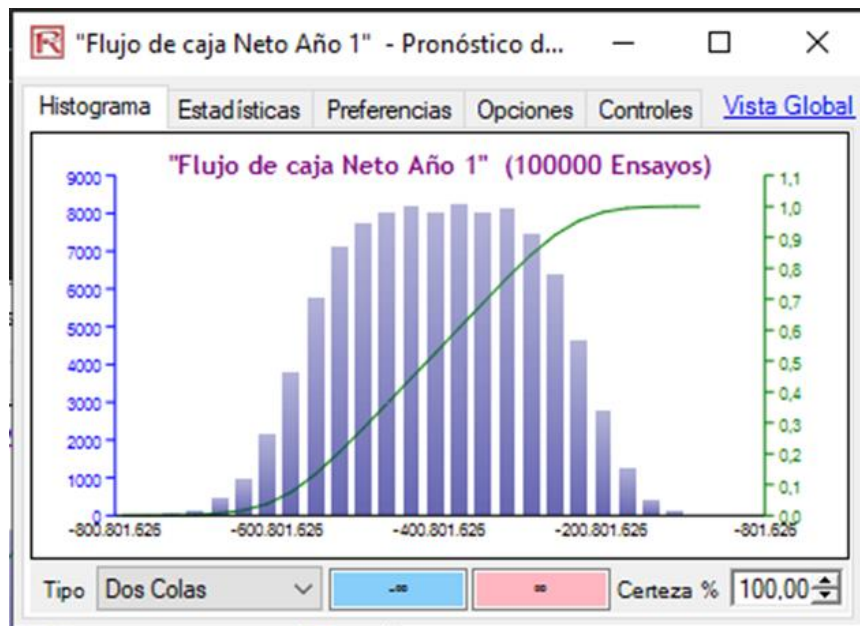 "Flujo de caja Neto Año 1" - Pronóstico d...
Histograma Estadísticas Preferencias Opciones Controles Vista Global
"Flujo de caja Neto Año 1" (100000 Ensayos)
9000 1,1
8000 1,0
7000 0,9
6000 0,8
5000 0,7
4000 0,6
3000 0,5
2000 0,4
1000 0,3
0 0,2
0,1
0,0
-800.801.626 -600.801.626 -400.801.626 -200.801.626 -801.626
Tipo Dos Colas -∞ ∞ Certeza % 100,00